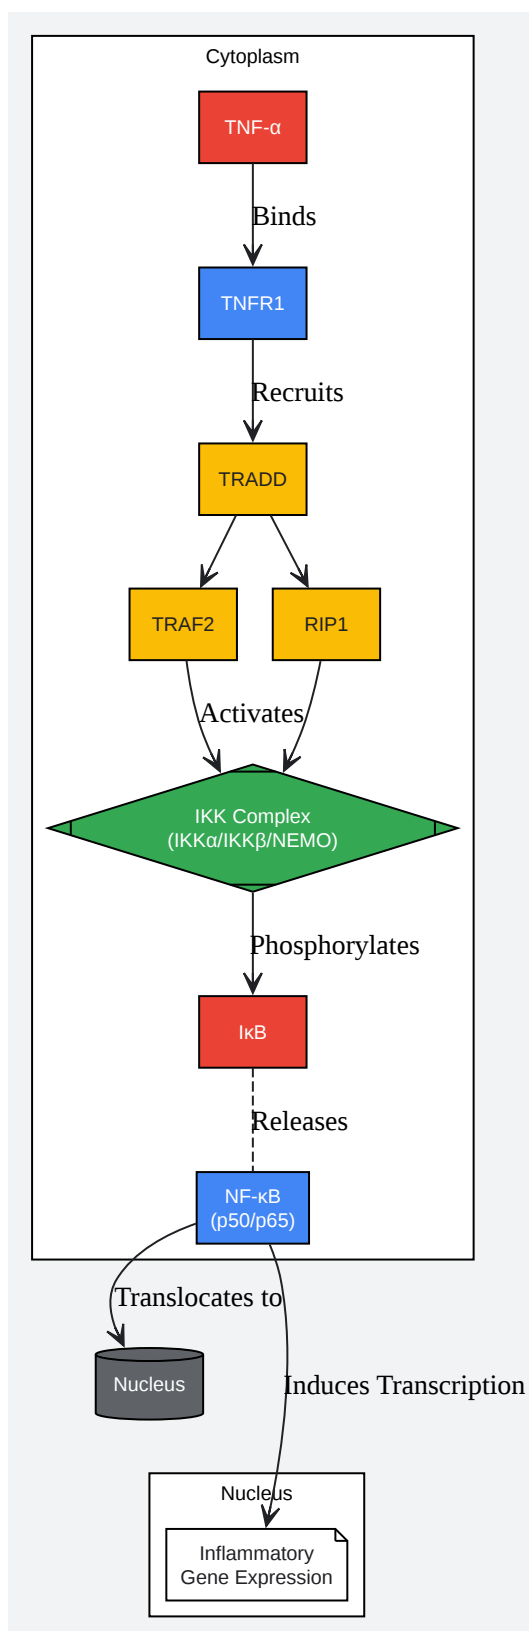 Cytoplasm
TNF-α
Binds
TNFR1
Recruits
TRADD
TRAF2
RIP1
Activates
IKK Complex
(IKKα/IKKβ/NEMO)
Phosphorylates
IκB
Releases
NF-κB
(p50/p65)
Translocates to
Nucleus
Induces Transcription
Nucleus
Inflammatory
Gene Expression